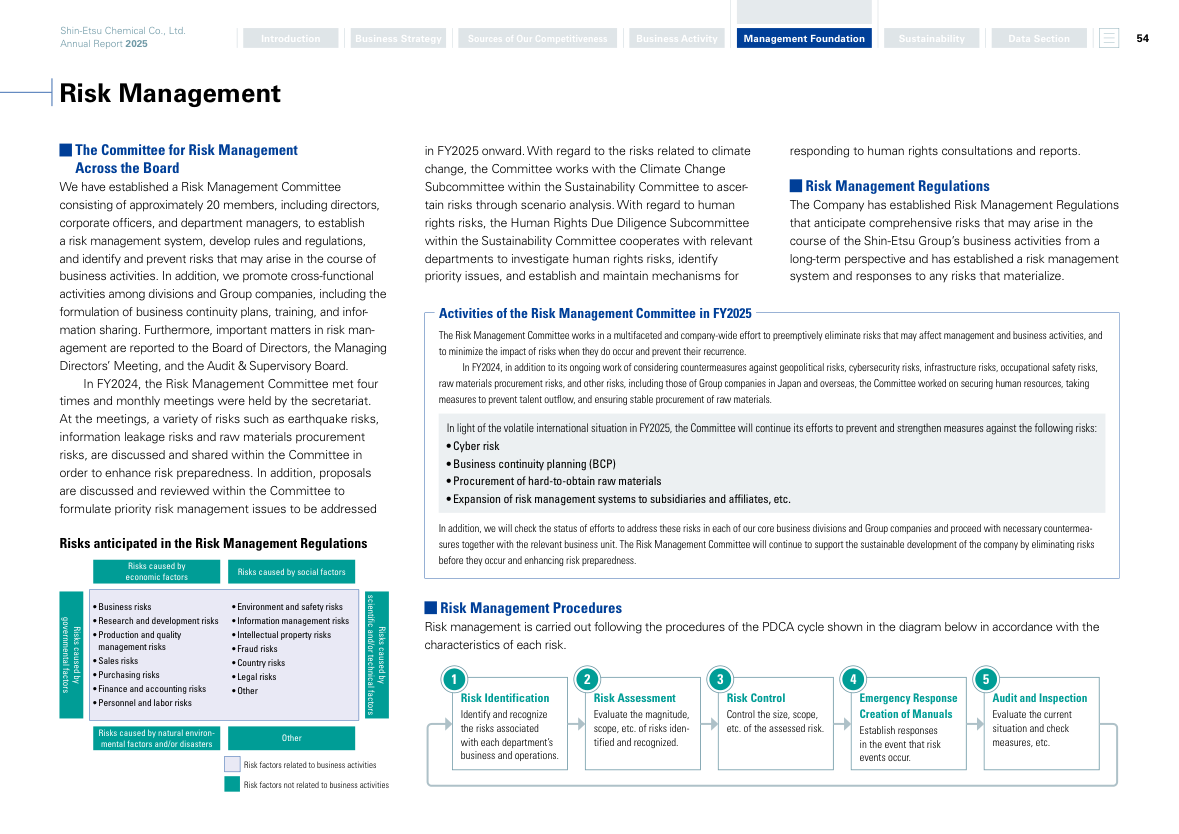 Shin-Etsu Chemical Co., Ltd.
Annual Report 2025
Introduction
Business Strategy
Sources of Our Competitiveness
Business Activity
Management Foundation
Sustainability
Data Section
54
Risk Management
The Committee for Risk Management
Across the Board
We have established a Risk Management Committee
consisting of approximately 20 members, including directors,
corporate officers, and department managers, to establish
a risk management system, develop rules and regulations,
and identify and prevent risks that may arise in the course of
business activities. In addition, we promote cross-functional
activities among divisions and Group companies, including the
formulation of business continuity plans, training, and infor-
mation sharing. Furthermore, important matters in risk man-
agement are reported to the Board of Directors, the Managing
Directors' Meeting, and the Audit & Supervisory Board.
In FY2024, the Risk Management Committee met four
times and monthly meetings were held by the secretariat.
At the meetings, a variety of risks such as earthquake risks,
information leakage risks and raw materials procurement
risks, are discussed and shared within the Committee in
order to enhance risk preparedness. In addition, proposals
are discussed and reviewed within the Committee to
formulate priority risk management issues to be addressed
in FY2025 onward. With regard to the risks related to climate
change, the Committee works with the Climate Change
Subcommittee within the Sustainability Committee to ascer-
tain risks through scenario analysis. With regard to human
rights risks, the Human Rights Due Diligence Subcommittee
within the Sustainability Committee cooperates with relevant
departments to investigate human rights risks, identify
priority issues, and establish and maintain mechanisms for
responding to human rights consultations and reports.
Risk Management Regulations
The Company has established Risk Management Regulations
that anticipate comprehensive risks that may arise in the
course of the Shin-Etsu Group's business activities from a
long-term perspective and has established a risk management
system and responses to any risks that materialize.
Risks anticipated in the Risk Management Regulations
Risks caused by
economic factors
Risks caused by social factors
Risks caused by
governmental factors
• Business risks
• Research and development risks
• Production and quality
management risks
• Sales risks
• Purchasing risks
• Finance and accounting risks
• Personnel and labor risks
• Environment and safety risks
• Information management risks
• Intellectual property risks
• Fraud risks
• Country risks
• Legal risks
• Other
Risks caused by
scientific and/or technical factors
Risks caused by natural environ-
mental factors and/or disasters
Other
Risk factors related to business activities
Risk factors not related to business activities
Activities of the Risk Management Committee in FY2025
The Risk Management Committee works in a multifaceted and company-wide effort to preemptively eliminate risks that may affect management and business activities, and
to minimize the impact of risks when they do occur and prevent their recurrence.
In FY2024, in addition to its ongoing work of considering countermeasures against geopolitical risks, cybersecurity risks, infrastructure risks, occupational safety risks,
raw materials procurement risks, and other risks, including those of Group companies in Japan and overseas, the Committee worked on securing human resources, taking
measures to prevent talent outflow, and ensuring stable procurement of raw materials.
In light of the volatile international situation in FY2025, the Committee will continue its efforts to prevent and strengthen measures against the following risks:
• Cyber risk
• Business continuity planning (BCP)
• Procurement of hard-to-obtain raw materials
• Expansion of risk management systems to subsidiaries and affiliates, etc.
In addition, we will check the status of efforts to address these risks in each of our core business divisions and Group companies and proceed with necessary countermea-
sures together with the relevant business unit. The Risk Management Committee will continue to support the sustainable development of the company by eliminating risks
before they occur and enhancing risk preparedness.
Risk Management Procedures
Risk management is carried out following the procedures of the PDCA cycle shown in the diagram below in accordance with the
characteristics of each risk.
1
Risk Identification
Identify and recognize
the risks associated
with each department's
business and operations.
2
Risk Assessment
Evaluate the magnitude,
scope, etc. of risks iden-
tified and recognized.
3
Risk Control
Control the size, scope,
etc. of the assessed risk.
4
Emergency Response
Creation of Manuals
Establish responses
in the event that risk
events occur.
5
Audit and Inspection
Evaluate the current
situation and check
measures, etc.